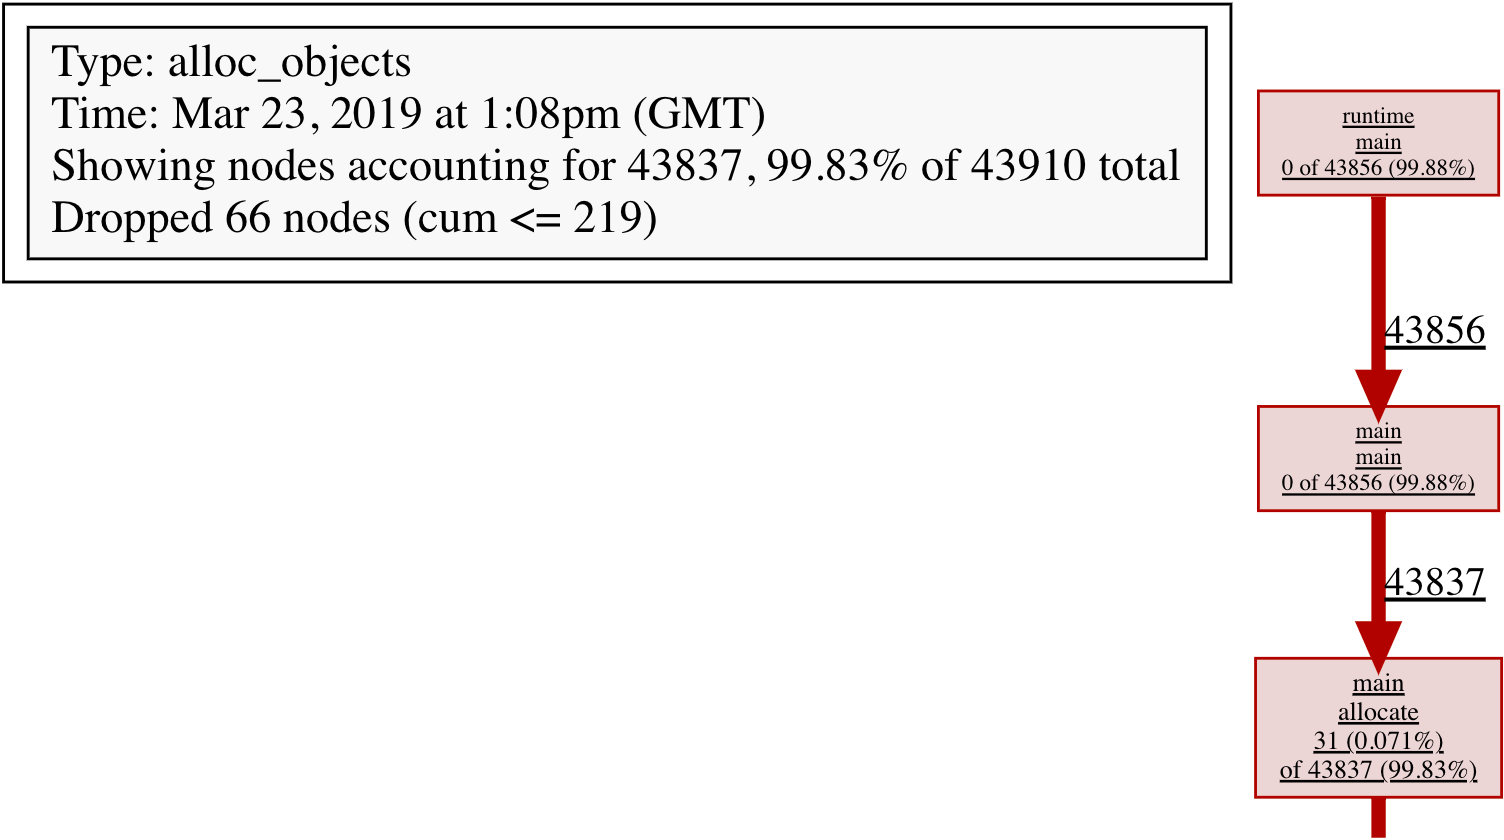 Type: alloc_objects
Time: Mar 23, 2019 at 1:08pm (GMT)
Showing nodes accounting for 43837, 99.83% of 43910 total
Dropped 66 nodes (cum <= 219)
runtime
main
0 of 43856 (99.88%)
43856
main
main
0 of 43856 (99.88%)
43837
main
allocate
31 (0.071%)
of 43837 (99.83%)